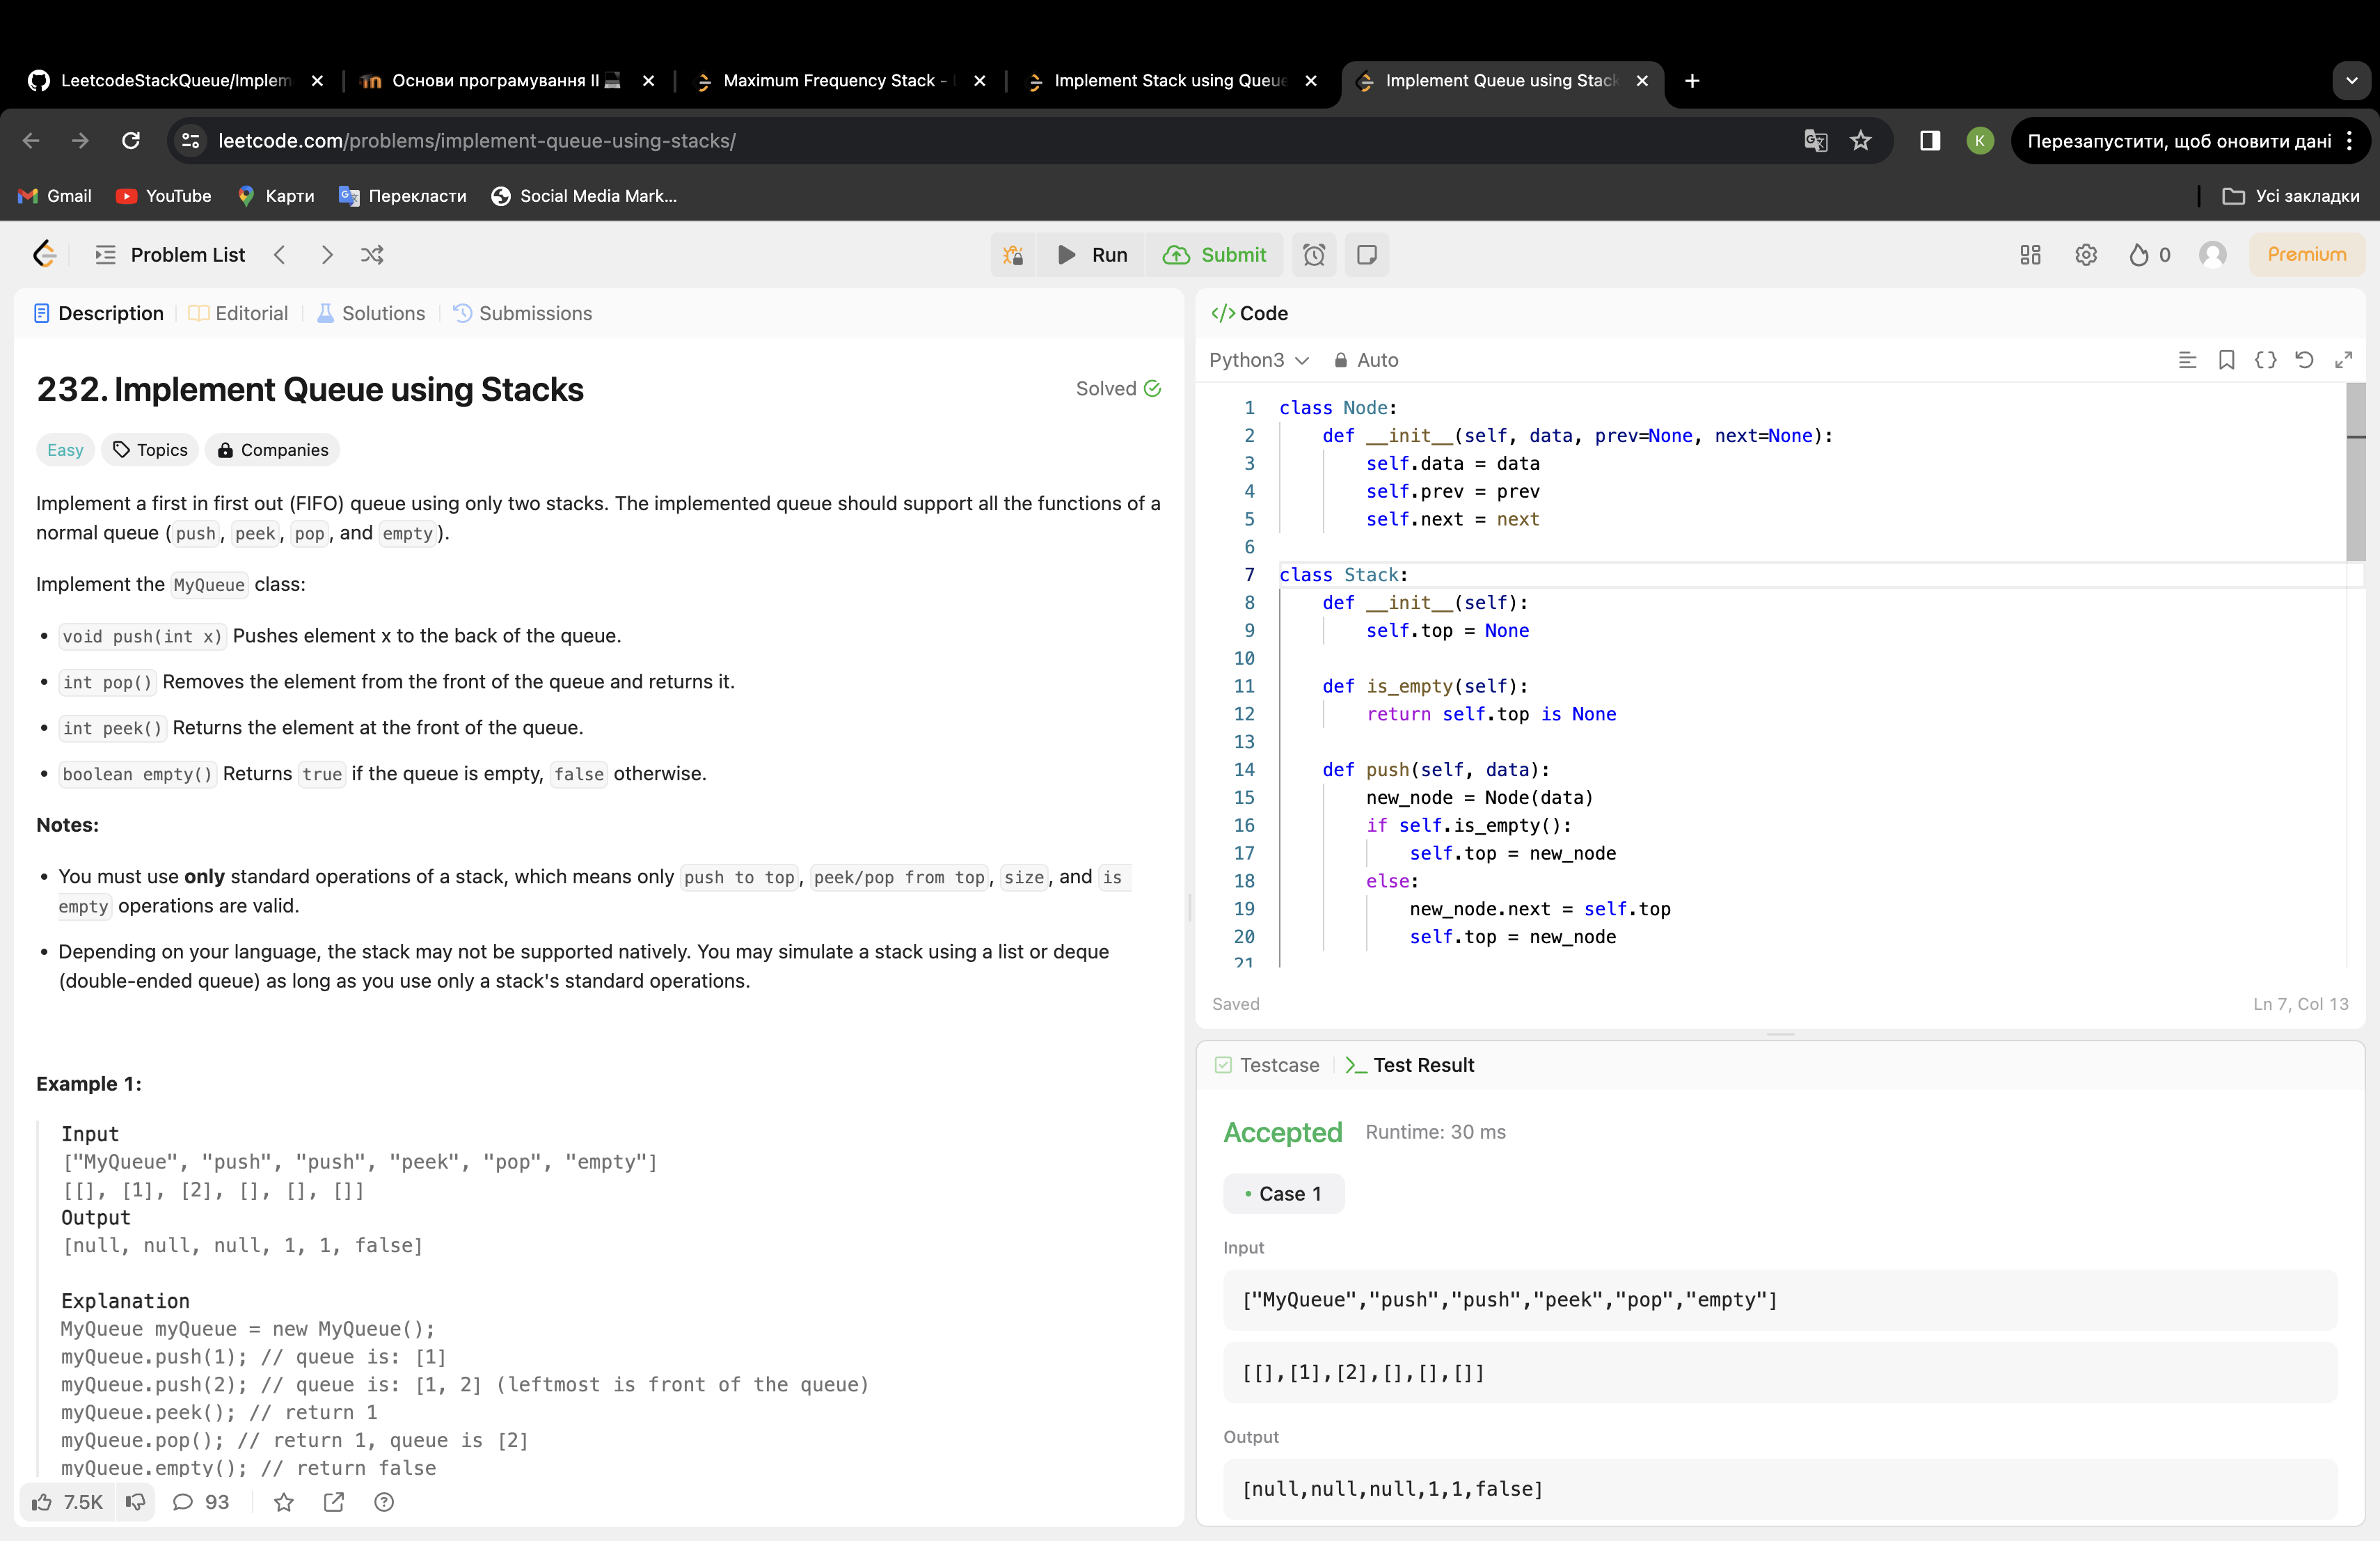 LeetcodeStackQueue/Implem
Основи програмування II
Maximum Frequency Stack -
Implement Stack using Queue
Implement Queue using Stack
leetcode.com/problems/implement-queue-using-stacks/
K
Перезапустити, щоб оновити дані
Gmail
YouTube
Карти
Перекласти
Social Media Mark...
Усі закладки
Problem List
Run
Submit
0
Premium
Description
Editorial
Solutions
Submissions
232. Implement Queue using Stacks
Solved
Easy
Topics
Companies
Implement a first in first out (FIFO) queue using only two stacks. The implemented queue should support all the functions of a
normal queue (push, peek, pop, and empty).
Implement the MyQueue class:
• void push(int x) Pushes element x to the back of the queue.
• int pop() Removes the element from the front of the queue and returns it.
• int peek() Returns the element at the front of the queue.
• boolean empty() Returns true if the queue is empty, false otherwise.
Notes:
• You must use only standard operations of a stack, which means only push to top, peek/pop from top, size, and is
empty operations are valid.
• Depending on your language, the stack may not be supported natively. You may simulate a stack using a list or deque
(double-ended queue) as long as you use only a stack's standard operations.
Example 1:
Input
["MyQueue", "push", "push", "peek", "pop", "empty"]
[[], [1], [2], [], [], []]
Output
[null, null, null, 1, 1, false]
Explanation
MyQueue myQueue = new MyQueue();
myQueue.push(1); // queue is: [1]
myQueue.push(2); // queue is: [1, 2] (leftmost is front of the queue)
myQueue.peek(); // return 1
myQueue.pop(); // return 1, queue is [2]
myQueue.empty(); // return false
7.5K
93
</> Code
Python3
Auto
1 class Node:
2     def __init__(self, data, prev=None, next=None):
3         self.data = data
4         self.prev = prev
5         self.next = next
6
7 class Stack:
8     def __init__(self):
9         self.top = None
10
11     def is_empty(self):
12         return self.top is None
13
14     def push(self, data):
15         new_node = Node(data)
16         if self.is_empty():
17             self.top = new_node
18         else:
19             new_node.next = self.top
20             self.top = new_node
21
Saved
Ln 7, Col 13
Testcase
Test Result
Accepted
Runtime: 30 ms
• Case 1
Input
["MyQueue","push","push","peek","pop","empty"]
[[],[1],[2],[],[],[]]
Output
[null,null,null,1,1,false]